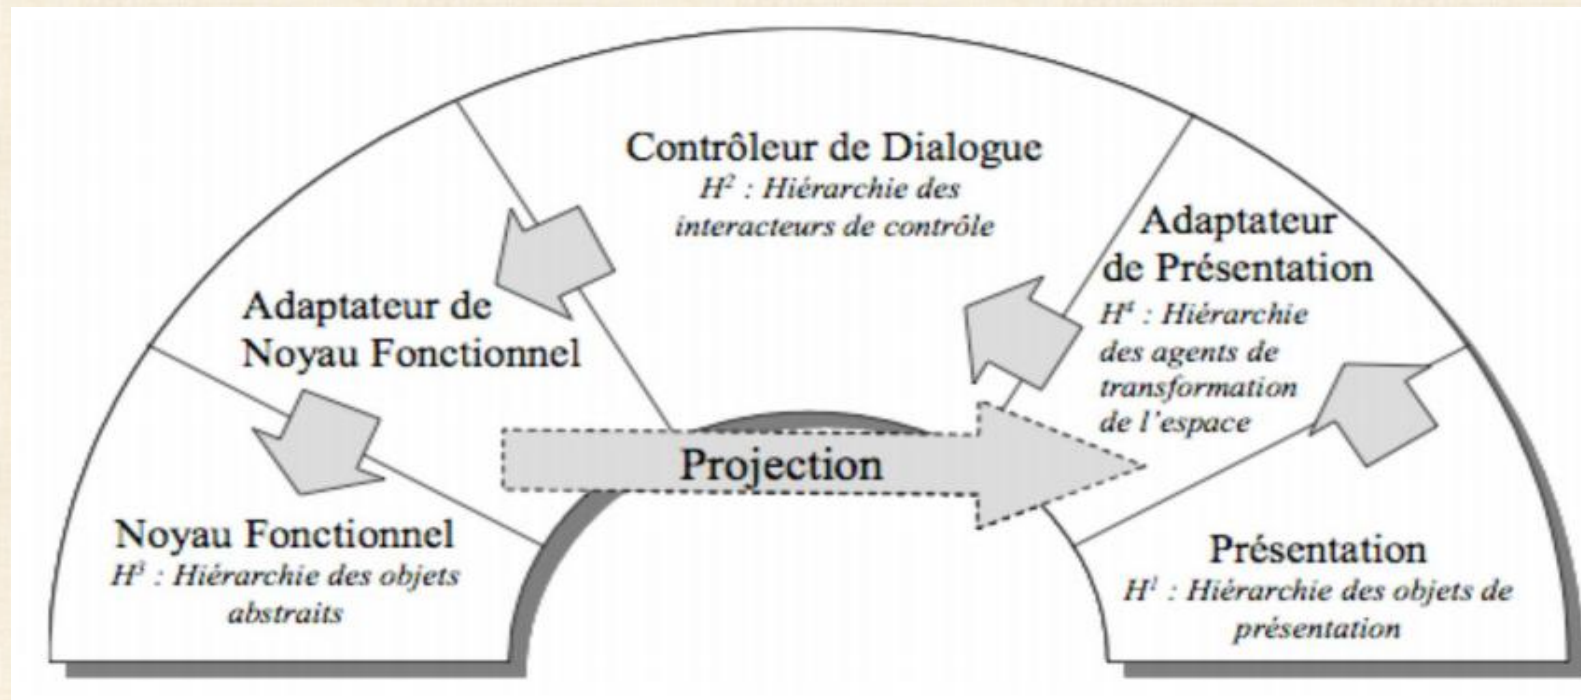 Contrôleur de Dialogue
H² : Hiérarchie des
interacteurs de contrôle
Adaptateur
de Présentation
H⁴ : Hiérarchie
des agents de
transformation
de l'espace
Adaptateur de
Noyau Fonctionnel
Projection
Noyau Fonctionnel
H³ : Hiérarchie des objets
abstraits
Présentation
H¹ : Hiérarchie des objets de
présentation